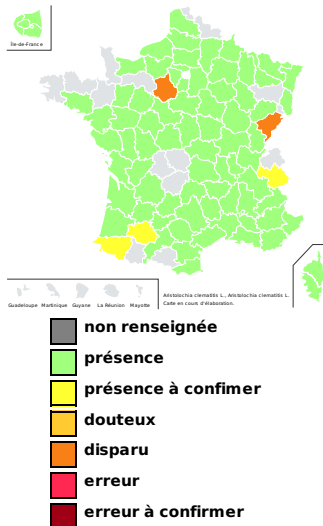 Île-de-France
Aristolochia clematitis L., Aristolochia clematitis L.
Carte en cours d'élaboration.
Guadeloupe Martinique Guyane La Réunion Mayotte
non renseignée
présence
présence à confimer
douteux
disparu
erreur
erreur à confirmer